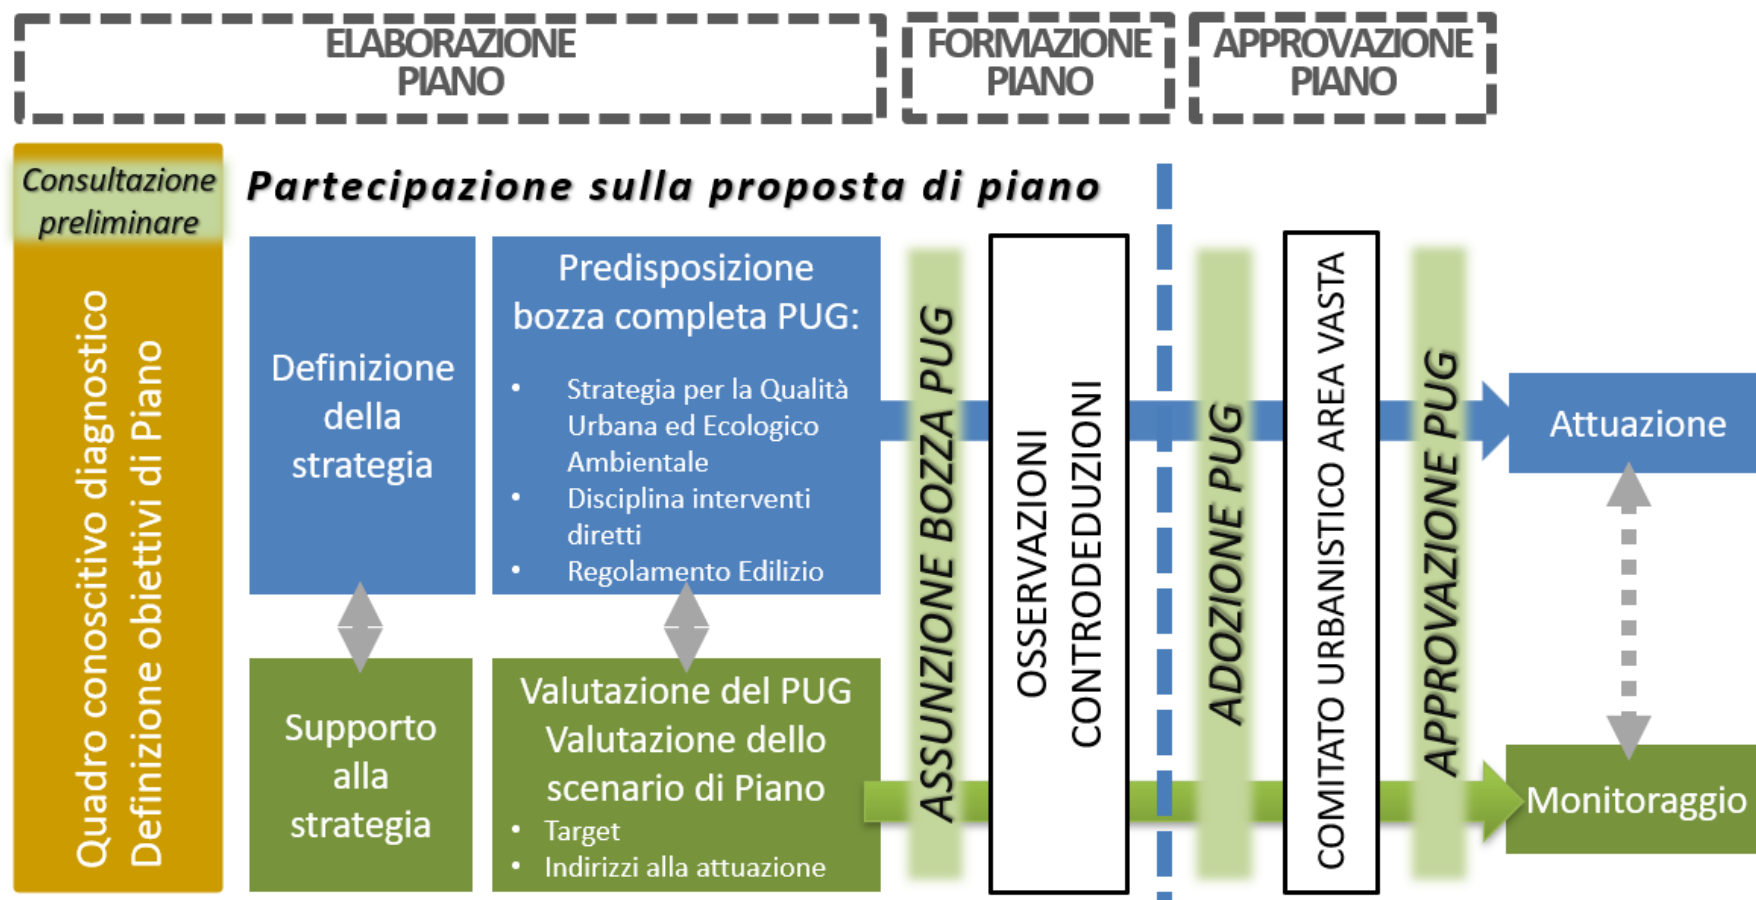 ELABORAZIONE
PIANO
FORMAZIONE
PIANO
APPROVAZIONE
PIANO
Consultazione
preliminare
Quadro conoscitivo diagnostico
Definizione obiettivi di Piano
Partecipazione sulla proposta di piano
Definizione
della
strategia
Predisposizione
bozza completa PUG:
• Strategia per la Qualità
Urbana ed Ecologico
Ambientale
• Disciplina interventi
diretti
• Regolamento Edilizio
Supporto
alla
strategia
Valutazione del PUG
Valutazione dello
scenario di Piano
• Target
• Indirizzi alla attuazione
ASSUNZIONE BOZZA PUG
OSSERVAZIONI
CONTRODEDUZIONI
ADOZIONE PUG
COMITATO URBANISTICO AREA VASTA
APPROVAZIONE PUG
Attuazione
Monitoraggio